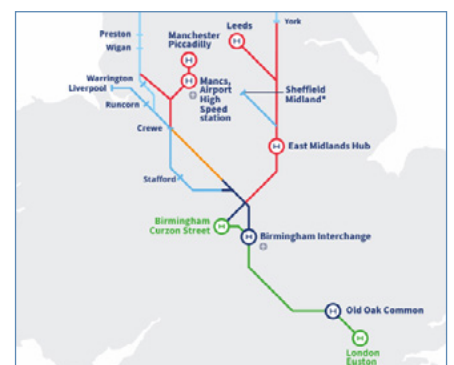 York
Leeds
Preston
Manchester
Piccadilly
Wigan
Warrington
Liverpool
Mancs,
Airport
High
Speed
station
Sheffield
Midland*
Runcorn
Crewe
East Midlands Hub
Stafford
Birmingham
Curzon Street
Birmingham Interchange
Old Oak Common
London
Euston